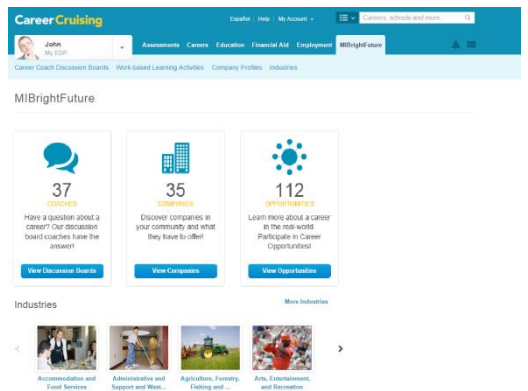 Career Cruising
Español | Help | My Account
Careers, schools and more
John
My EDP
Assessments Careers Education Financial Aid Employment MIBrightFuture
Career Coach Discussion Boards Work-based Learning Activities Company Profiles Industries
MIBrightFuture
37
COACHES
Have a question about a
career? Our discussion
board coaches have the
answer!
View Discussion Boards
35
COMPANIES
Discover companies in
your community and what
they have to offer!
View Companies
112
OPPORTUNITIES
Learn more about a career
in the real-world.
Participate in Career
Opportunities!
View Opportunities
Industries
More Industries
Accommodation and
Food Services
Administrative and
Support and Wast...
Agriculture, Forestry,
Fishing and ...
Arts, Entertainment,
and Recreation